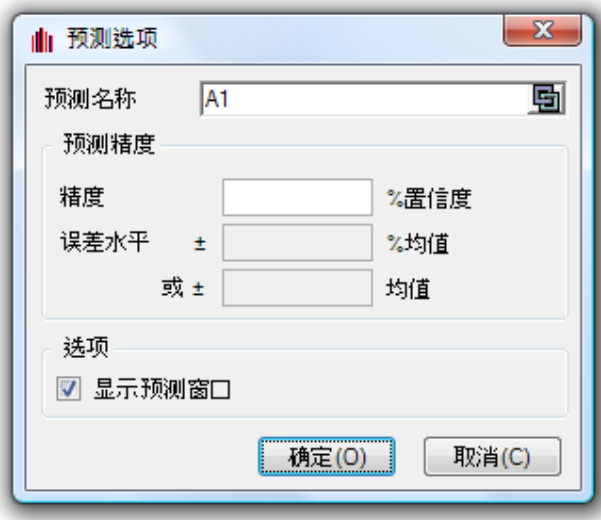 预测选项
预测名称 A1
预测精度
精度 %置信度
误差水平 ± %均值
或 ± 均值
选项
显示预测窗口
确定(O) 取消(C)